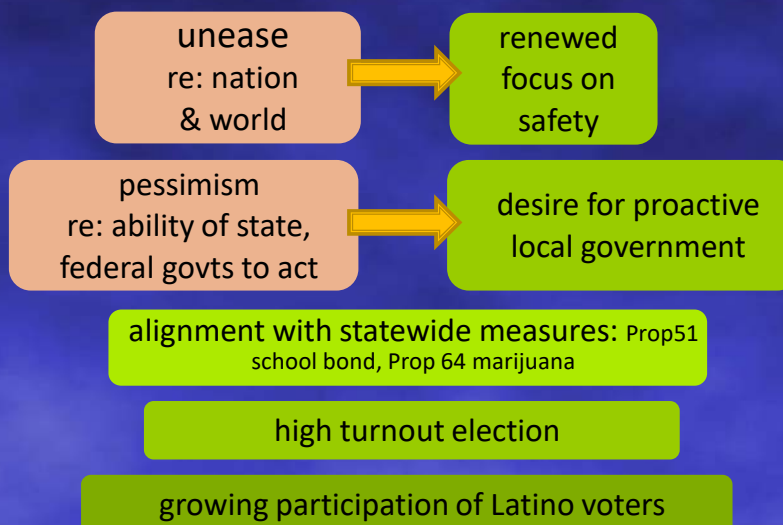 unease
re: nation
& world
renewed
focus on
safety
pessimism
re: ability of state,
federal govts to act
desire for proactive
local government
alignment with statewide measures: Prop51
school bond, Prop 64 marijuana
high turnout election
growing participation of Latino voters